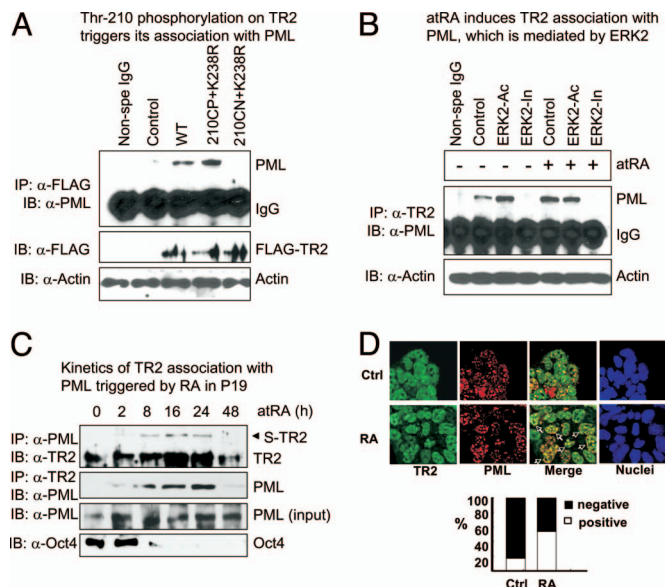 A
Thr-210 phosphorylation on TR2
triggers its association with PML
Non-spe IgG
Control
WT
210CP+K238R
210CN+K238R
PML
IP: α-FLAG
IB: α-PML
IgG
IB: α-FLAG
FLAG-TR2
IB: α-Actin
Actin
B
atRA induces TR2 association with
PML, which is mediated by ERK2
Non-spe IgG
Control
ERK2-Ac
ERK2-In
Control
ERK2-Ac
ERK2-In
- - - - + + + atRA
PML
IP: α-TR2
IB: α-PML
IgG
IB: α-Actin
Actin
C
Kinetics of TR2 association with
PML triggered by RA in P19
0 2 8 16 24 48 atRA (h)
IP: α-PML
S-TR2
IB: α-TR2
TR2
IP: α-TR2
IB: α-PML
PML
IB: α-PML
PML (input)
IB: α-Oct4
Oct4
D
Ctrl
RA
TR2 PML Merge Nuclei
100
80
60
40
20
%
negative
positive
Ctrl RA